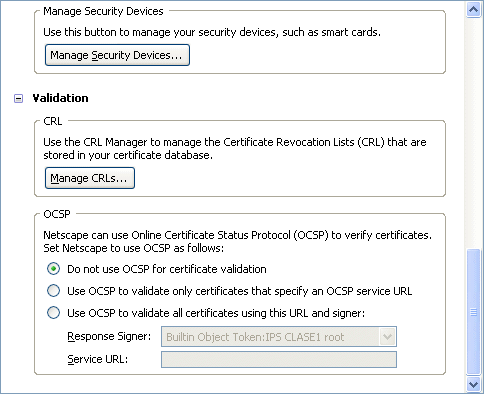 Manage Security Devices
Use this button to manage your security devices, such as smart cards.
Manage Security Devices...
Validation
CRL
Use the CRL Manager to manage the Certificate Revocation Lists (CRL) that are
stored in your certificate database.
Manage CRLs...
OCSP
Netscape can use Online Certificate Status Protocol (OCSP) to verify certificates.
Set Netscape to use OCSP as follows:
Do not use OCSP for certificate validation
Use OCSP to validate only certificates that specify an OCSP service URL
Use OCSP to validate all certificates using this URL and signer:
Response Signer: Builtin Object Token:IPS CLASE1 root
Service URL: